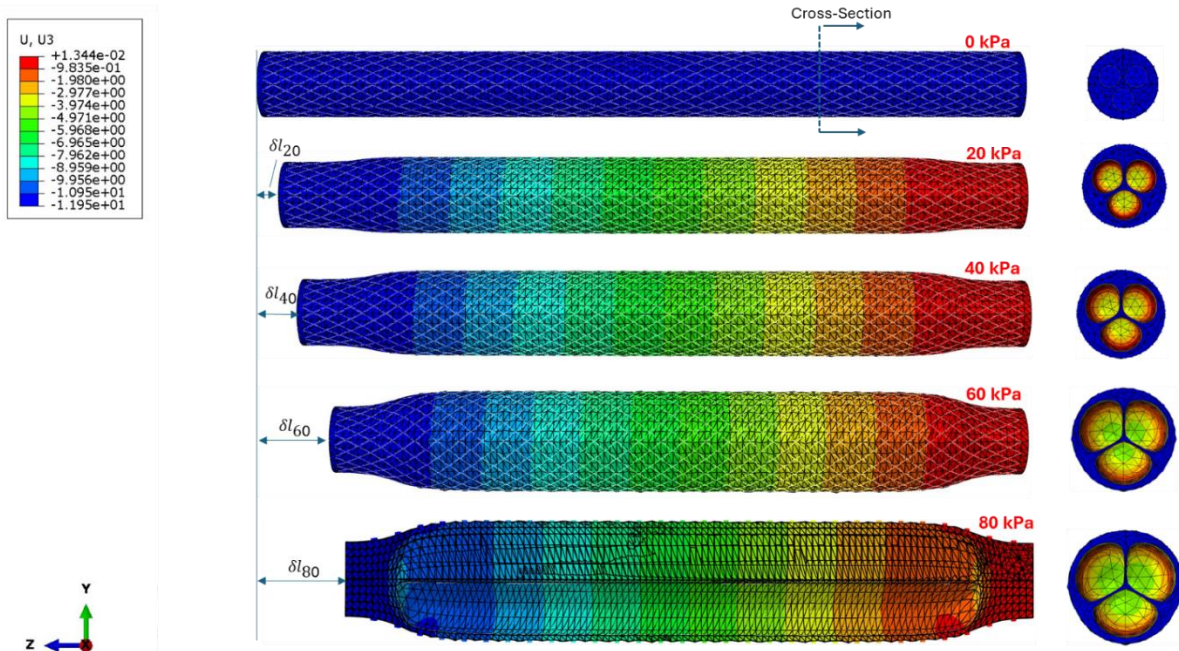 Cross-Section
U, U3
+1.344e-02
-9.835e-01
-1.980e+00
-2.977e+00
-3.974e+00
-4.971e+00
-5.968e+00
-6.965e+00
-7.962e+00
-8.959e+00
-9.956e+00
-1.095e+01
-1.195e+01
0 kPa
δl20
20 kPa
δl40
40 kPa
δl60
60 kPa
δl80
80 kPa
Y
Z
X